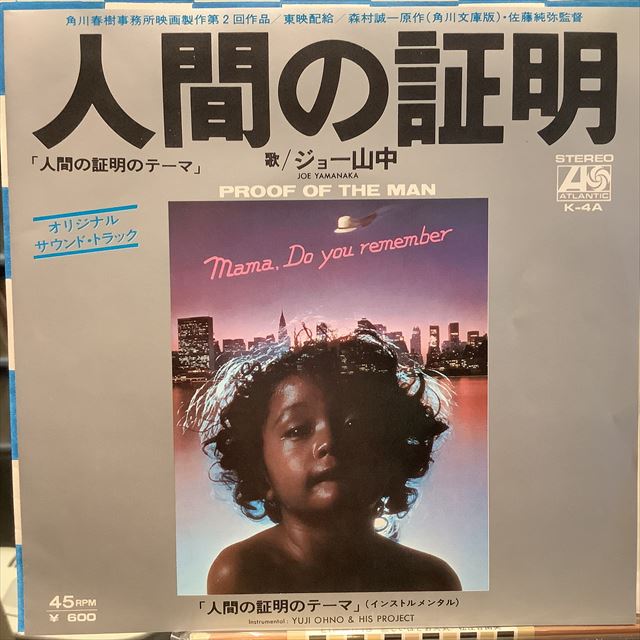 角川春樹事務所映画製作第2回作品／東映配給／森村誠一原作(角川文庫版)・佐藤純弥監督
人間の証明
「人間の証明のテーマ」
歌／ジョー山中
JOE YAMANAKA
PROOF OF THE MAN
STEREO
ATLANTIC
K-4A
オリジナル
サウンド・トラック
Mama, Do you remember
45RPM
¥ 600
「人間の証明のテーマ」(インストルメンタル)
Instrumental: YUJI OHNO & HIS PROJECT